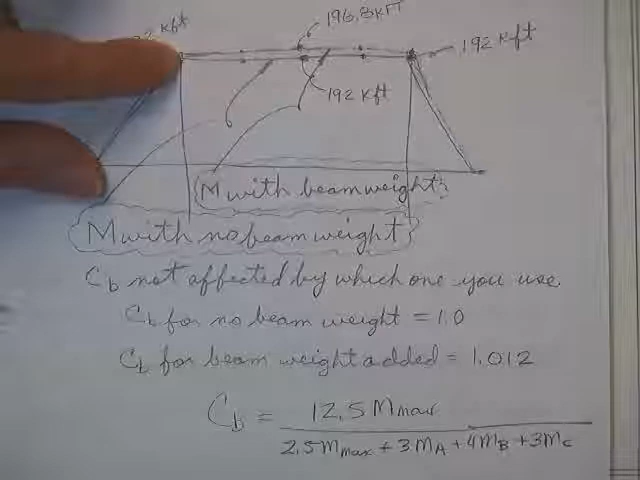 196.8 KFT
192 Kft
192 Kft
M with beam weight
M with no beam weight
Cb not affected by which one you use
Cb for no beam weight = 1.0
Cb for beam weight added = 1.012
Cb = 12.5 Mmax
2.5 Mmax + 3 MA + 4 MB + 3 Mc